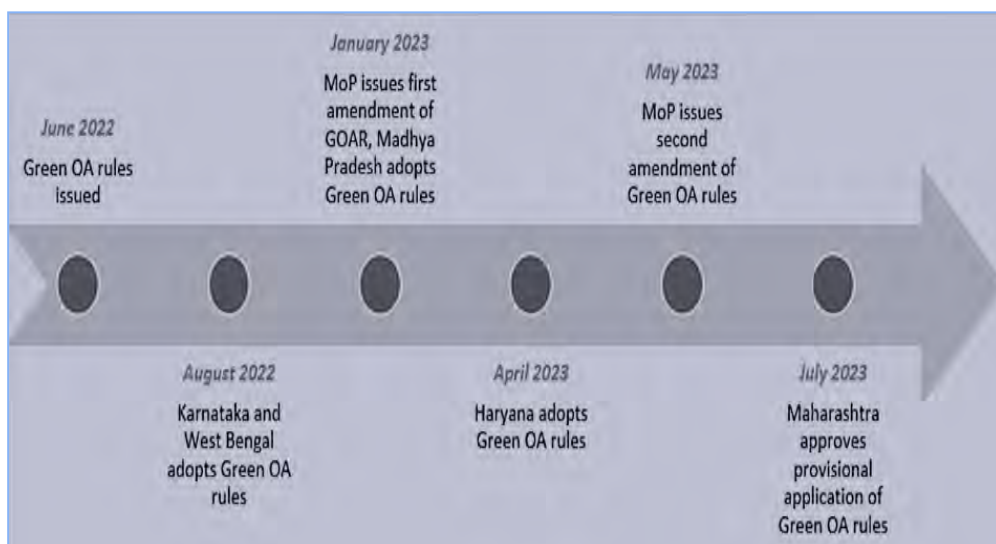 June 2022
Green OA rules
issued
August 2022
Karnataka and
West Bengal
adopts Green OA
rules
January 2023
MoP issues first
amendment of
GOAR, Madhya
Pradesh adopts
Green OA rules
April 2023
Haryana adopts
Green OA rules
May 2023
MoP issues
second
amendment of
Green OA rules
July 2023
Maharashtra
approves
provisional
application of
Green OA rules